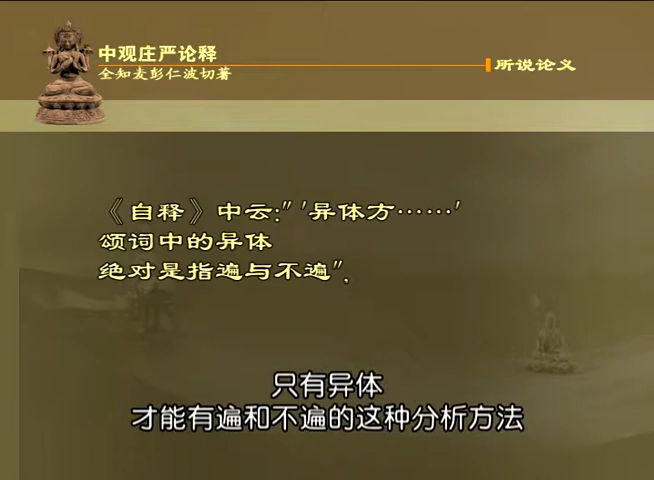 中观庄严论释
全知麦彭仁波切著
所说论义
《自释》中云:"'异体方……'
颂词中的异体
绝对是指遍与不遍".
只有异体
才能有遍和不遍的这种分析方法